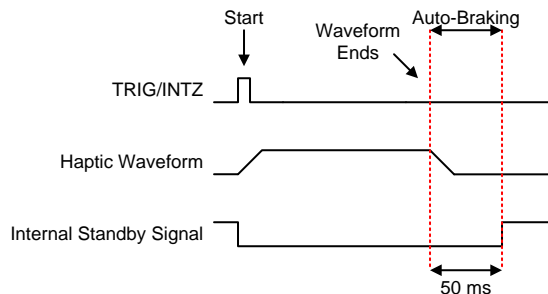 Start
Auto-Braking
Waveform
Ends
TRIG/INTZ
Haptic Waveform
Internal Standby Signal
50 ms